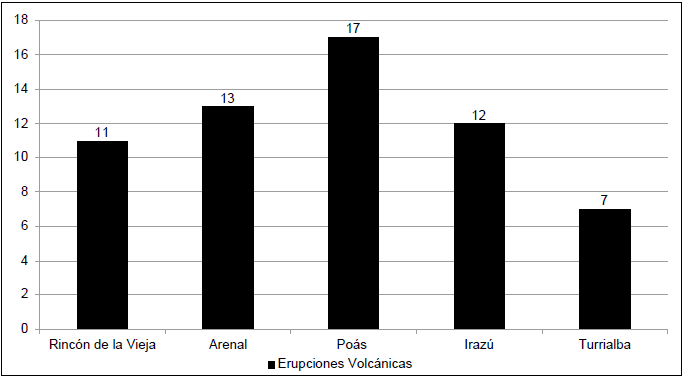 18
16
14
12
10
8
6
4
2
0
11
13
17
12
7
Rincón de la Vieja
Arenal
Poás
Irazú
Turrialba
Erupciones Volcánicas